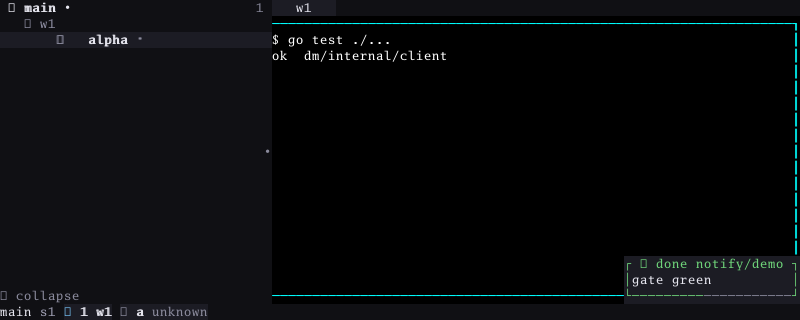 main • 1
w1
alpha •
collapse
main s1 1 w1 a unknown
w1
$ go test ./...
ok  dm/internal/client
done notify/demo
gate green